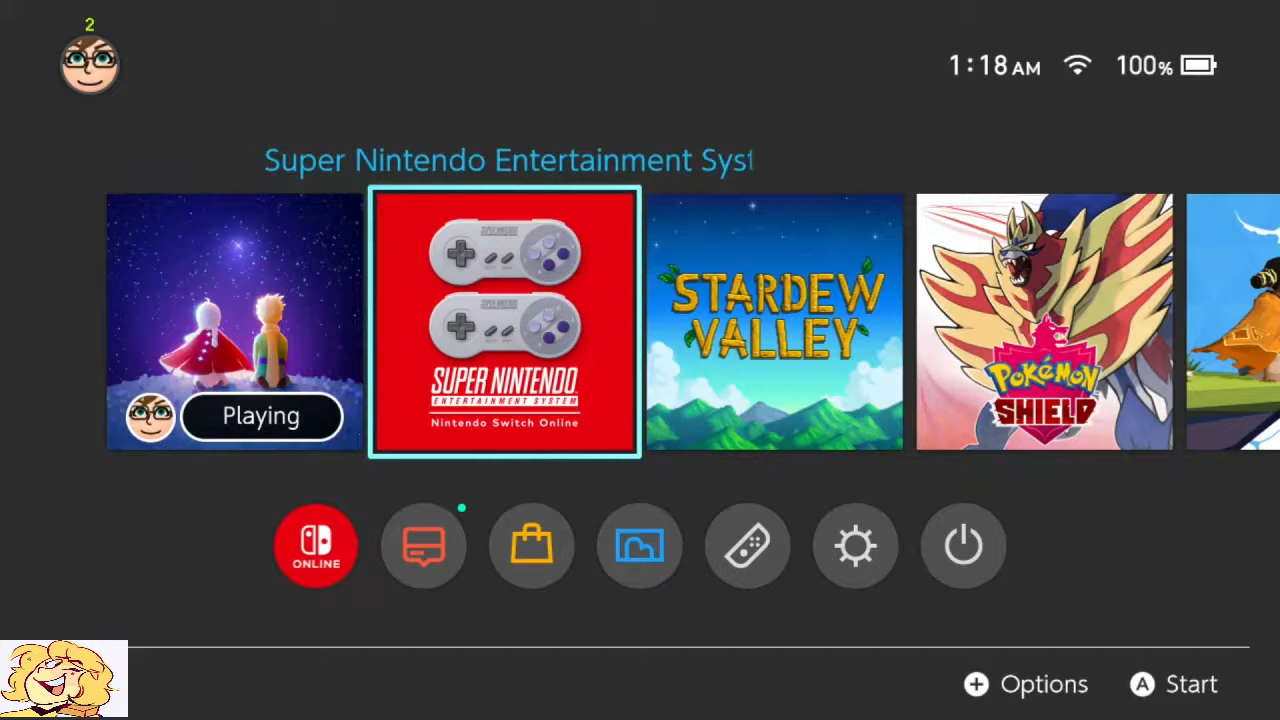 2
1:18 AM 100%
Super Nintendo Entertainment Syst
SUPER NINTENDO
ENTERTAINMENT SYSTEM
Nintendo Switch Online
STARDEW
VALLEY
POKéMON
SHIELD
Playing
ONLINE
Options
A Start